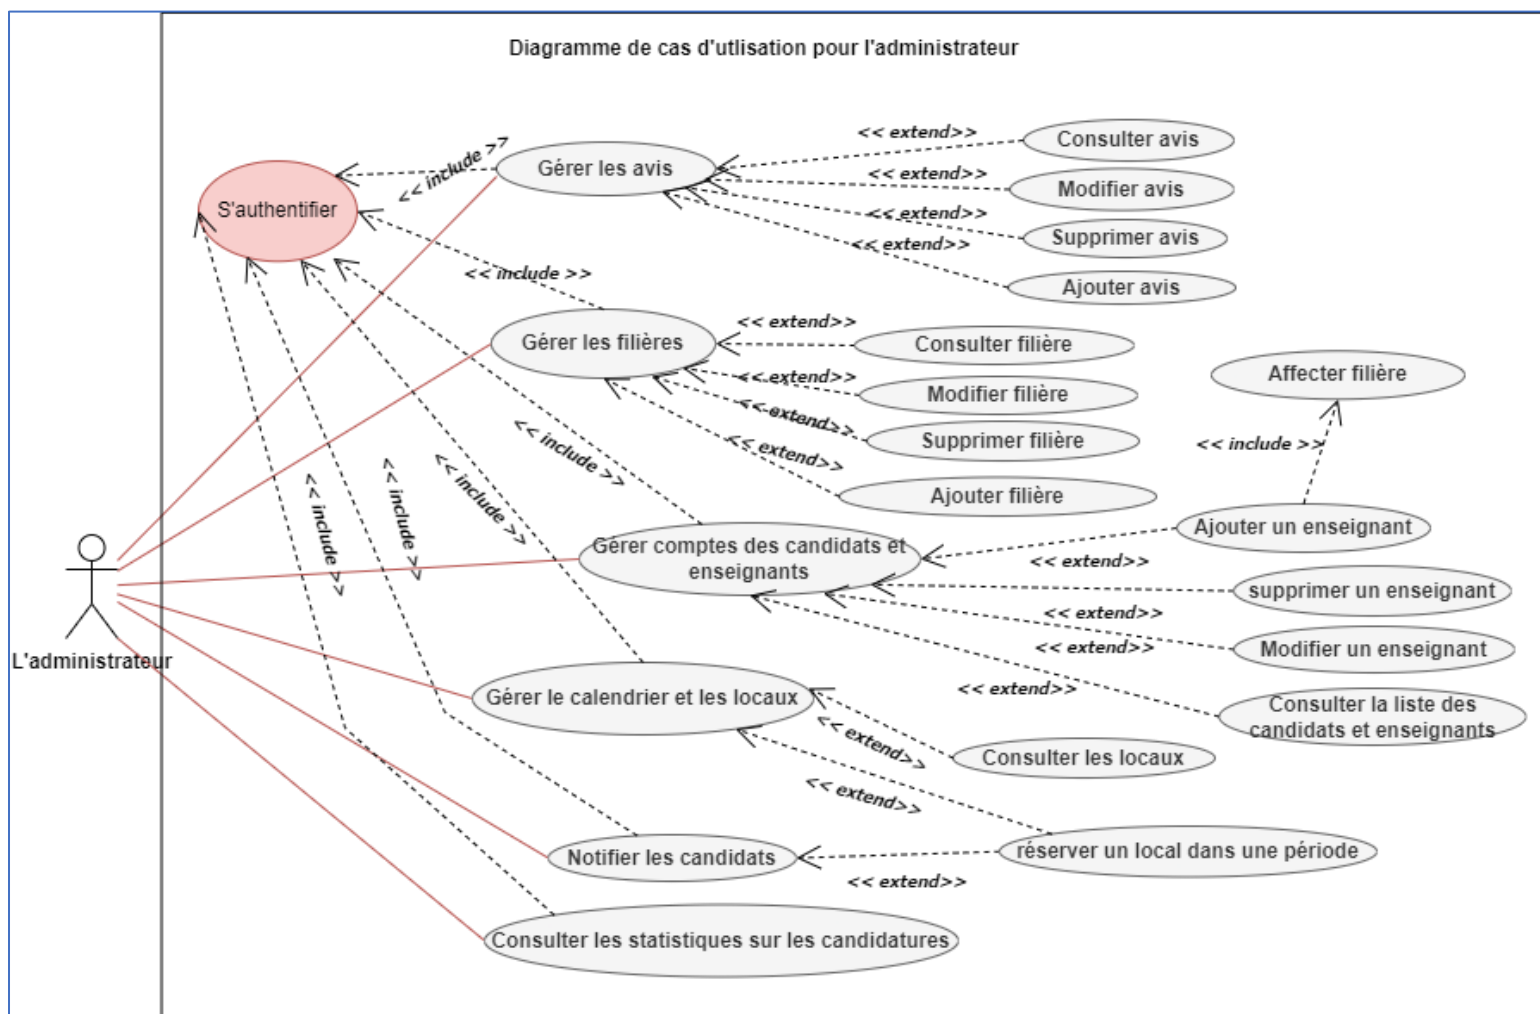 Diagramme de cas d'utlisation pour l'administrateur
<< extend>>
Consulter avis
<< include >>
Gérer les avis
<< extend>>
Modifier avis
S'authentifier
<< extend>>
Supprimer avis
<< extend>>
Ajouter avis
<< include >>
<< extend>>
Gérer les filières
Consulter filière
<< extend>>
Affecter filière
Modifier filière
<< extend>>
Supprimer filière
<< include >>
<< include >>
<< extend>>
Ajouter filière
<< include >>
<< include >>
<< include >>
Ajouter un enseignant
Gérer comptes des candidats et
enseignants
<< extend>>
supprimer un enseignant
<< extend>>
Modifier un enseignant
<< extend>>
L'administrateur
<< extend>>
Gérer le calendrier et les locaux
Consulter la liste des
candidats et enseignants
<< extend>>
Consulter les locaux
<< extend>>
Notifier les candidats
réserver un local dans une période
<< extend>>
Consulter les statistiques sur les candidatures